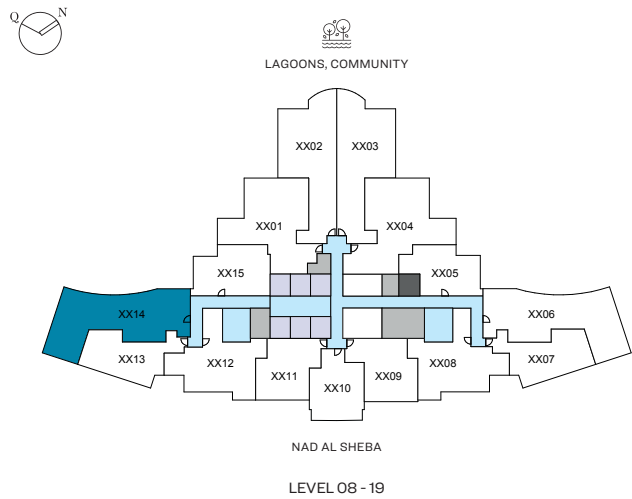 Q N
LAGOONS, COMMUNITY
XX02 XX03
XX01 XX04
XX15 XX05
XX14 XX06
XX13 XX12 XX11 XX10 XX09 XX08 XX07
NAD AL SHEBA
LEVEL 08 - 19